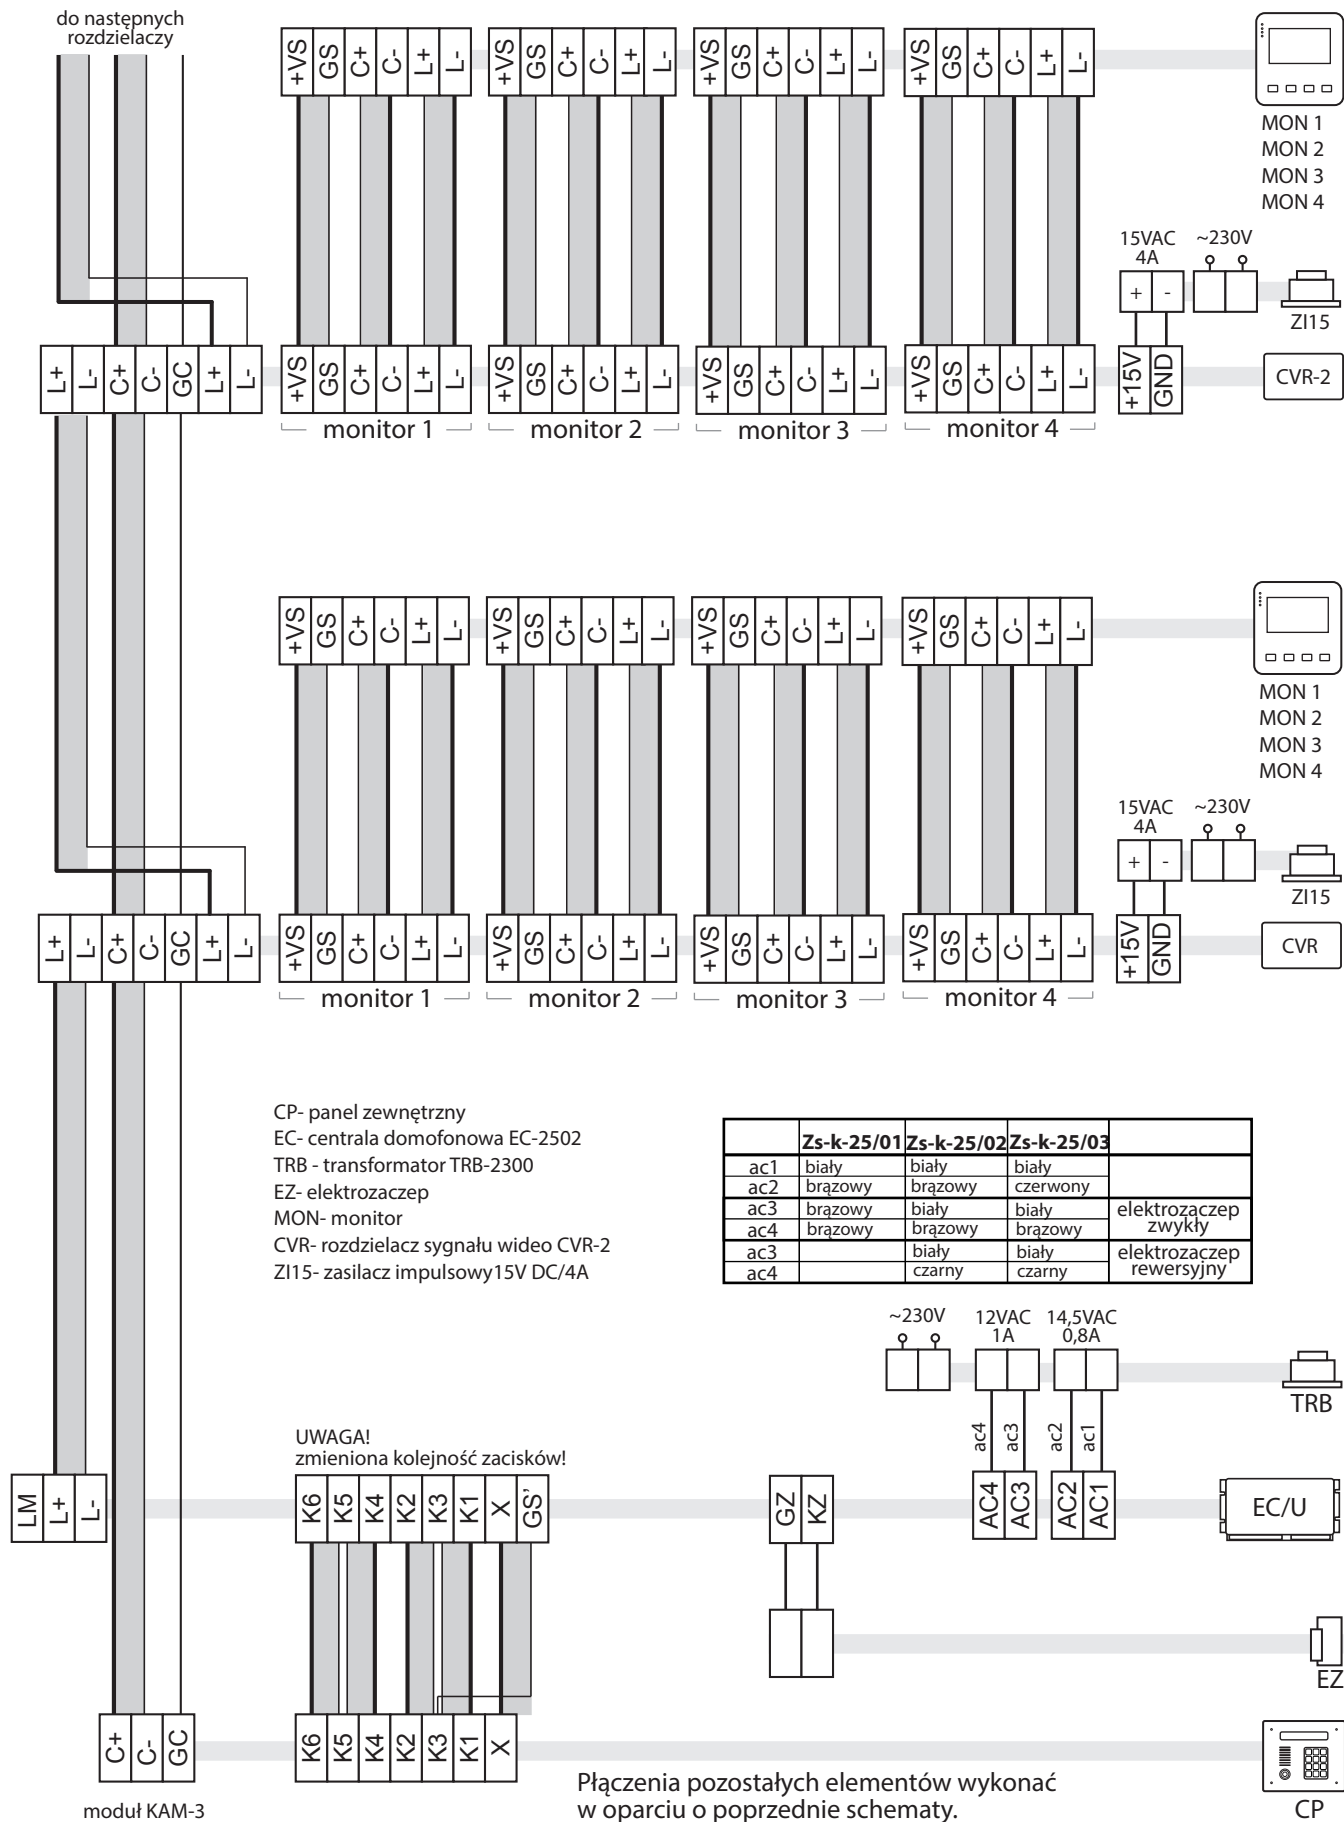 do następnych
rozdzielaczy
+VS GS C+ C- L+ L- +VS GS C+ C- L+ L- +VS GS C+ C- L+ L- +VS GS C+ C- L+ L-
MON 1
MON 2
MON 3
MON 4
15VAC ~230V
4A
+ -
ZI15
L+ L- C+ C- GC L+ L- +VS GS C+ C- L+ L- +VS GS C+ C- L+ L- +VS GS C+ C- L+ L- +VS GS C+ C- L+ L- +15V GND CVR-2
monitor 1 monitor 2 monitor 3 monitor 4
+VS GS C+ C- L+ L- +VS GS C+ C- L+ L- +VS GS C+ C- L+ L- +VS GS C+ C- L+ L-
MON 1
MON 2
MON 3
MON 4
15VAC ~230V
4A
+ -
ZI15
L+ L- C+ C- GC L+ L- +VS GS C+ C- L+ L- +VS GS C+ C- L+ L- +VS GS C+ C- L+ L- +VS GS C+ C- L+ L- +15V GND CVR
monitor 1 monitor 2 monitor 3 monitor 4
CP- panel zewnętrzny
EC- centrala domofonowa EC-2502
TRB - transformator TRB-2300
EZ- elektrozaczep
MON- monitor
CVR- rozdzielacz sygnału wideo CVR-2
ZI15- zasilacz impulsowy15V DC/4A
Zs-k-25/01 Zs-k-25/02 Zs-k-25/03
ac1 biały biały biały
ac2 brązowy brązowy czerwony
ac3 brązowy biały biały elektrozaczep
ac4 brązowy brązowy brązowy zwykły
ac3 biały biały elektrozaczep
ac4 czarny czarny rewersyjny
~230V 12VAC 14,5VAC
1A 0,8A
TRB
ac4 ac3 ac2 ac1
UWAGA!
zmieniona kolejność zacisków!
LM L+ L- K6 K5 K4 K2 K3 K1 X GS' GZ KZ AC4 AC3 AC2 AC1 EC/U
EZ
C+ C- GC K6 K5 K4 K2 K3 K1 X
moduł KAM-3
Płączenia pozostałych elementów wykonać
w oparciu o poprzednie schematy.
CP